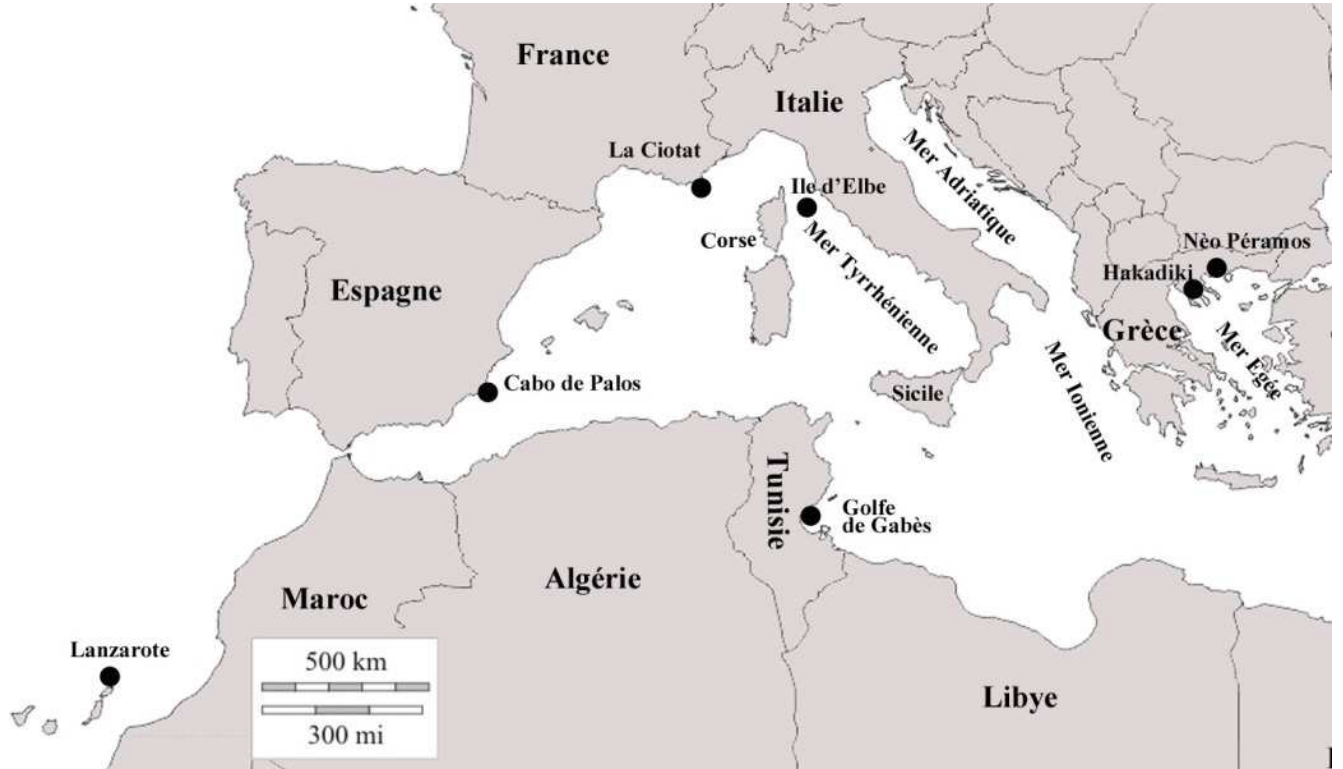 France
Italie
La Ciotat
Ile d'Elbe
Mer Adriatique
Corse
Mer Tyrrhénienne
Nèo Péramos
Hakadiki
Grèce
Mer Egée
Espagne
Cabo de Palos
Sicile
Mer Ionienne
Tunisie
Golfe
de Gabès
Algérie
Maroc
Lanzarote
500 km
300 mi
Libye